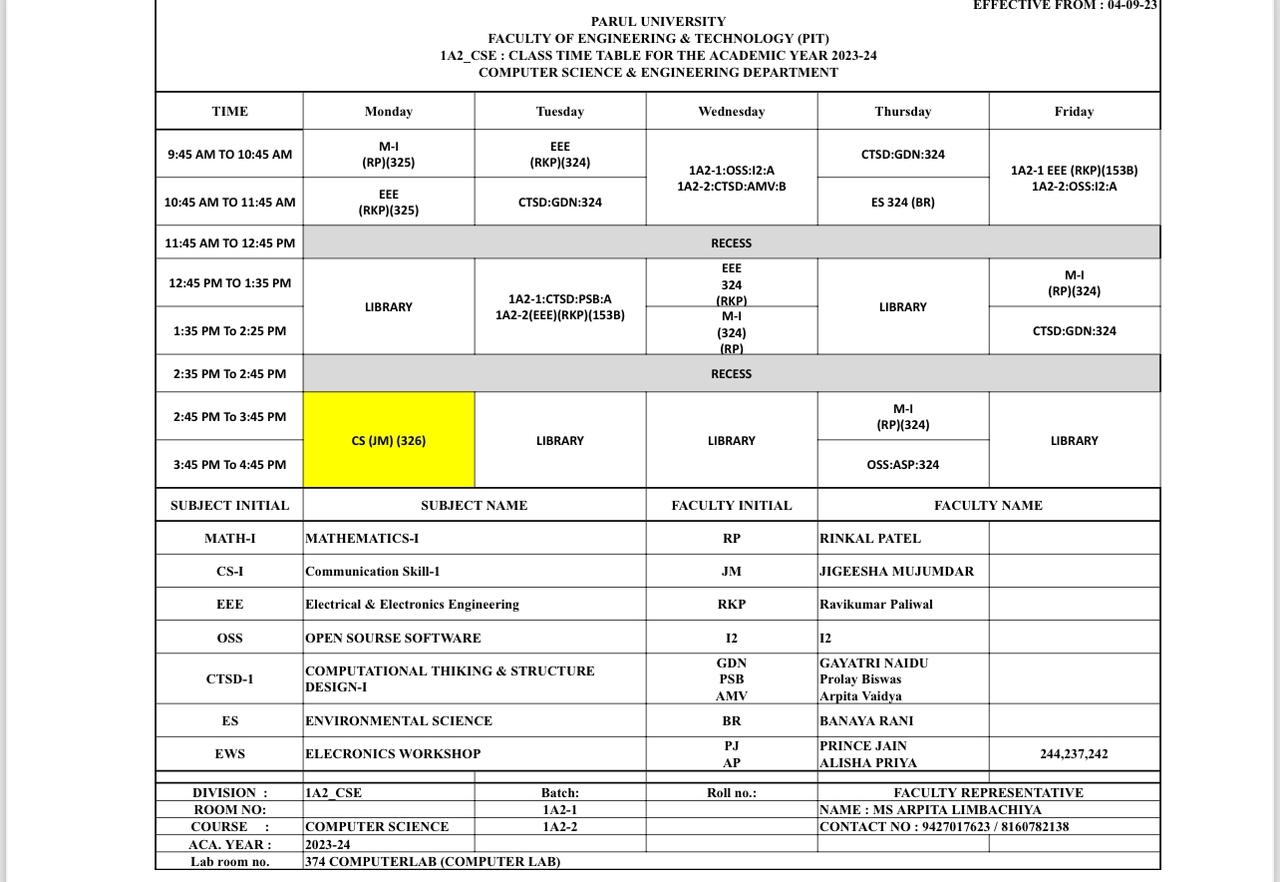 EFFECTIVE FROM : 04-09-23
PARUL UNIVERSITY
FACULTY OF ENGINEERING & TECHNOLOGY (PIT)
1A2_CSE : CLASS TIME TABLE FOR THE ACADEMIC YEAR 2023-24
COMPUTER SCIENCE & ENGINEERING DEPARTMENT
TIME Monday Tuesday Wednesday Thursday Friday
9:45 AM TO 10:45 AM
M-I
(RP)(325)
EEE
(RKP)(324)
1A2-1:OSS:I2:A
1A2-2:CTSD:AMV:B
CTSD:GDN:324
1A2-1 EEE (RKP)(153B)
1A2-2:OSS:I2:A
10:45 AM TO 11:45 AM
EEE
(RKP)(325)
CTSD:GDN:324
ES 324 (BR)
11:45 AM TO 12:45 PM RECESS
12:45 PM TO 1:35 PM
LIBRARY
1A2-1:CTSD:PSB:A
1A2-2(EEE)(RKP)(153B)
EEE
324
(RKP)
LIBRARY
M-I
(RP)(324)
1:35 PM To 2:25 PM
M-I
(324)
(RP)
CTSD:GDN:324
2:35 PM To 2:45 PM RECESS
2:45 PM To 3:45 PM
CS (JM) (326)
LIBRARY
LIBRARY
M-I
(RP)(324)
LIBRARY
3:45 PM To 4:45 PM
OSS:ASP:324
SUBJECT INITIAL SUBJECT NAME FACULTY INITIAL FACULTY NAME
MATH-I MATHEMATICS-I RP RINKAL PATEL
CS-I Communication Skill-1 JM JIGEESHA MUJUMDAR
EEE Electrical & Electronics Engineering RKP Ravikumar Paliwal
OSS OPEN SOURSE SOFTWARE I2 I2
CTSD-1
COMPUTATIONAL THIKING & STRUCTURE
DESIGN-I
GDN GAYATRI NAIDU
PSB Prolay Biswas
AMV Arpita Vaidya
ES ENVIRONMENTAL SCIENCE BR BANAYA RANI
EWS ELECRONICS WORKSHOP
PJ PRINCE JAIN
AP ALISHA PRIYA
244,237,242
DIVISION : 1A2_CSE Batch: Roll no.: FACULTY REPRESENTATIVE
ROOM NO: 1A2-1 NAME : MS ARPITA LIMBACHIYA
COURSE : COMPUTER SCIENCE 1A2-2 CONTACT NO : 9427017623 / 8160782138
ACA. YEAR : 2023-24
Lab room no. 374 COMPUTERLAB (COMPUTER LAB)